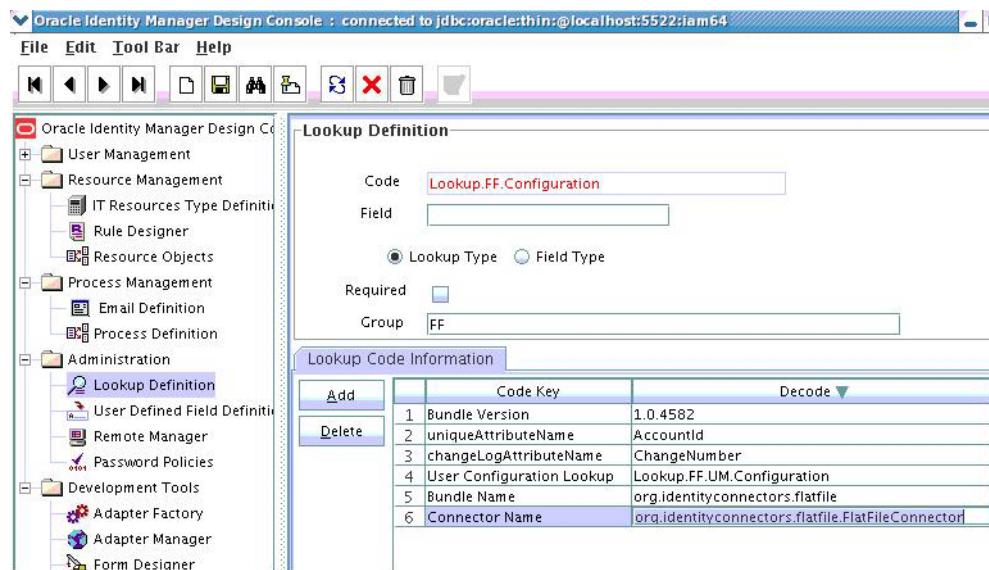 Oracle Identity Manager Design Console : connected to jdbc:oracle:thin:@localhost:5522:iam64
File Edit Tool Bar Help
Oracle Identity Manager Design Co
User Management
Resource Management
IT Resources Type Definitio
Rule Designer
Resource Objects
Process Management
Email Definition
Process Definition
Administration
Lookup Definition
User Defined Field Definitio
Remote Manager
Password Policies
Development Tools
Adapter Factory
Adapter Manager
Form Designer
Lookup Definition
Code Lookup.FF.Configuration
Field
Lookup Type Field Type
Required
Group FF
Lookup Code Information
Add
Delete
Code Key Decode
1 Bundle Version 1.0.4582
2 uniqueAttributeName AccountId
3 changeLogAttributeName ChangeNumber
4 User Configuration Lookup Lookup.FF.UM.Configuration
5 Bundle Name org.identityconnectors.flatfile
6 Connector Name org.identityconnectors.flatfile.FlatFileConnector